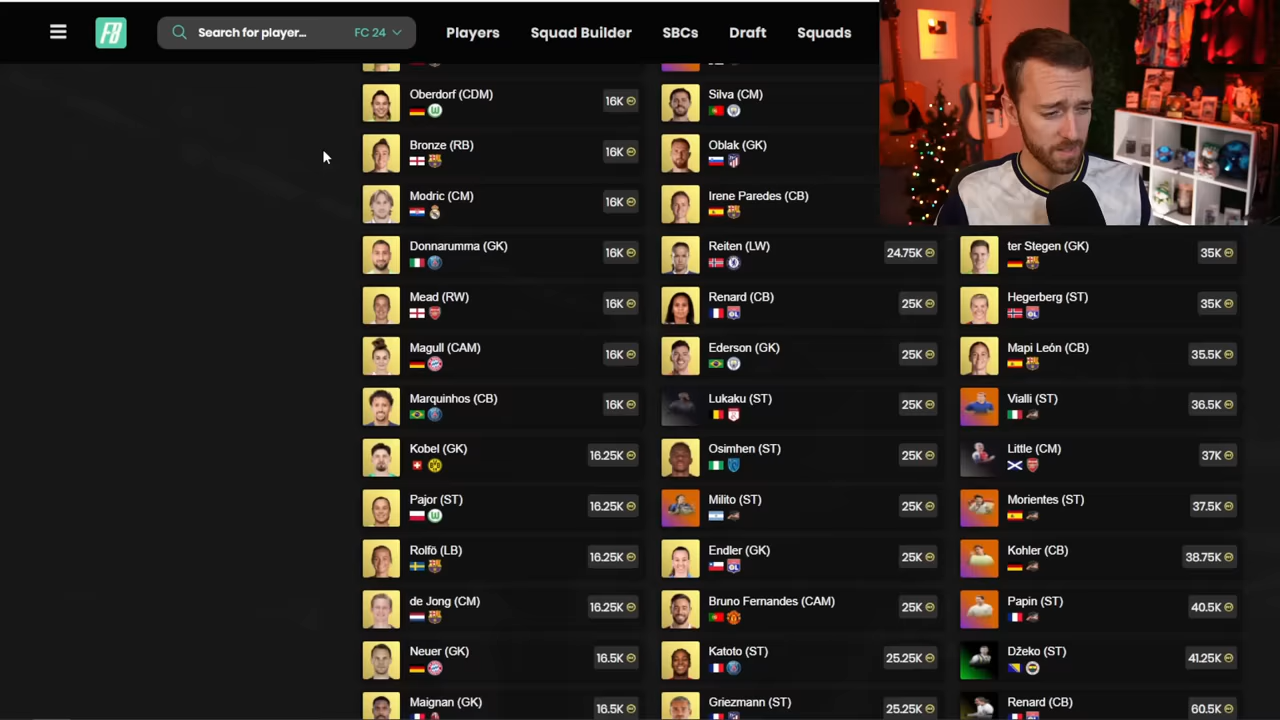 FB
Search for player...
FC 24
Players
Squad Builder
SBCs
Draft
Squads
Oberdorf (CDM)
16K
Bronze (RB)
16K
Modric (CM)
16K
Donnarumma (GK)
16K
Mead (RW)
16K
Magull (CAM)
16K
Marquinhos (CB)
16K
Kobel (GK)
16.25K
Pajor (ST)
16.25K
Rolfö (LB)
16.25K
de Jong (CM)
16.25K
Neuer (GK)
16.5K
Maignan (GK)
16.5K
Silva (CM)
Oblak (GK)
Irene Paredes (CB)
Reiten (LW)
24.75K
Renard (CB)
25K
Ederson (GK)
25K
Lukaku (ST)
25K
Osimhen (ST)
25K
Milito (ST)
25K
Endler (GK)
25K
Bruno Fernandes (CAM)
25K
Katoto (ST)
25.25K
Griezmann (ST)
25.25K
ter Stegen (GK)
35K
Hegerberg (ST)
35K
Mapi León (CB)
35.5K
Vialli (ST)
36.5K
Little (CM)
37K
Morientes (ST)
37.5K
Kohler (CB)
38.75K
Papin (ST)
40.5K
Džeko (ST)
41.25K
Renard (CB)
60.5K